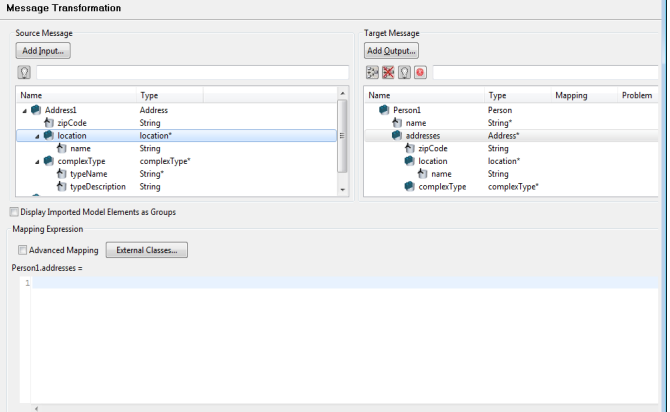 Message Transformation
Source Message
Add Input...
Name Type
Address1 Address
zipCode String
location location*
name String
complexType complexType*
typeName String*
typeDescription String
Target Message
Add Output...
Name Type Mapping Problem
Person1 Person
name String*
addresses Address*
zipCode String
location location*
name String
complexType complexType*
Display Imported Model Elements as Groups
Mapping Expression
Advanced Mapping External Classes...
Person1.addresses =
1